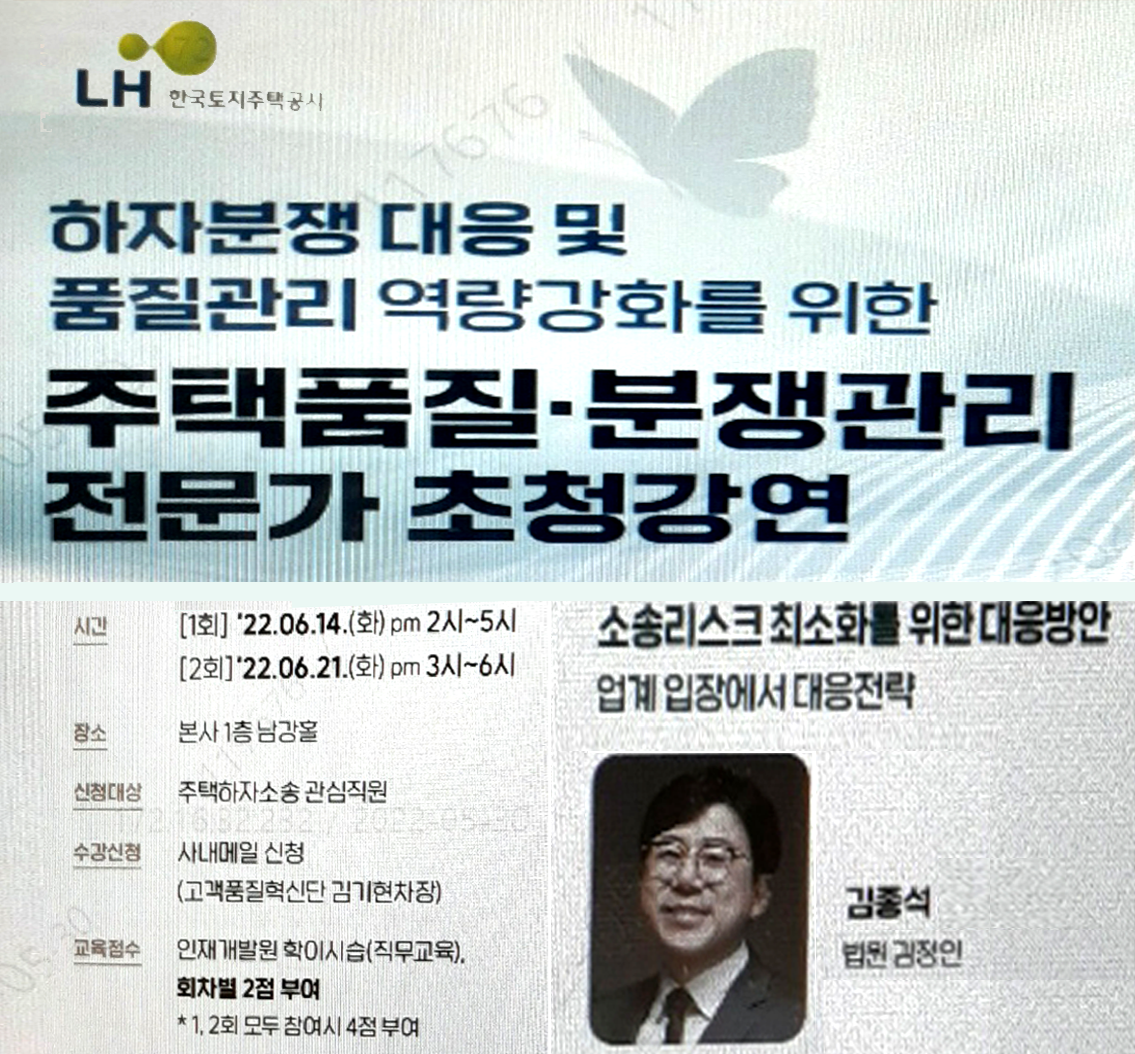 LH 한국토지주택공사
하자분쟁 대응 및
품질관리 역량강화를 위한
주택품질·분쟁관리
전문가 초청강연
시간 [1회] '22.06.14.(화) pm 2시~5시
[2회] '22.06.21.(화) pm 3시~6시
장소 본사 1층 남강홀
신청대상 주택하자소송 관심직원
수강신청 사내메일 신청
(고객품질혁신단 김기현차장)
교육점수 인재개발원 학이시습(직무교육),
회차별 2점 부여
* 1, 2회 모두 참여시 4점 부여
소송리스크 최소화를 위한 대응방안
업계 입장에서 대응전략
김종석
법원 감정인
117676
172.16.32.232 / 2022-05-30